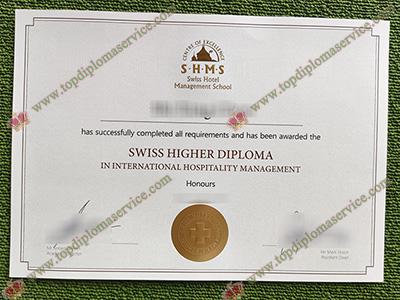 CENTRE OF EXCELLENCE
S·H·M·S
Swiss Hotel
Management School
has successfully completed all requirements and has been awarded the
SWISS HIGHER DIPLOMA
IN INTERNATIONAL HOSPITALITY MANAGEMENT
Honours
www.topdiplomaservice.com
www.topdiplomaservice.com
www.topdiplomaservice.com
www.topdiplomaservice.com